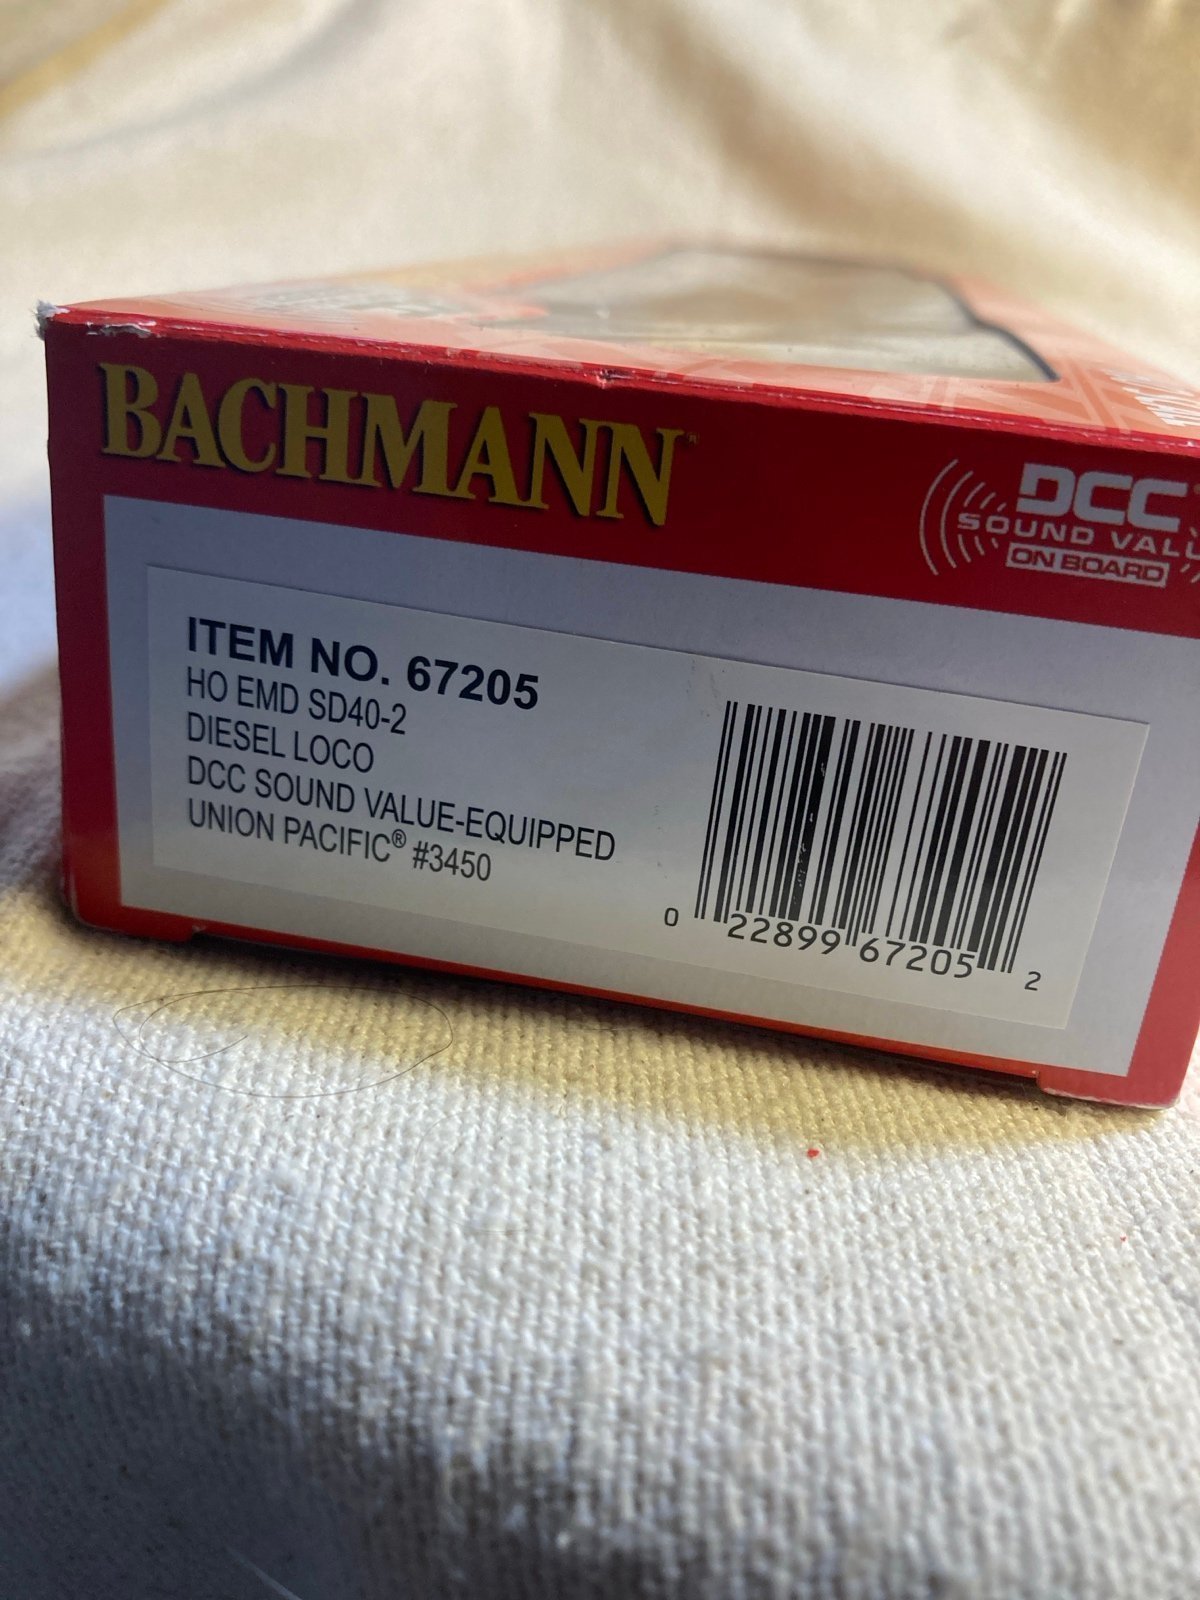 BACHMANN®
DCC
SOUND
ON BOARD
ITEM NO. 67205
HO EMD SD40-2
DIESEL LOCO
DCC SOUND VALUE-EQUIPPED
UNION PACIFIC® #3450
0 22899 67205 2